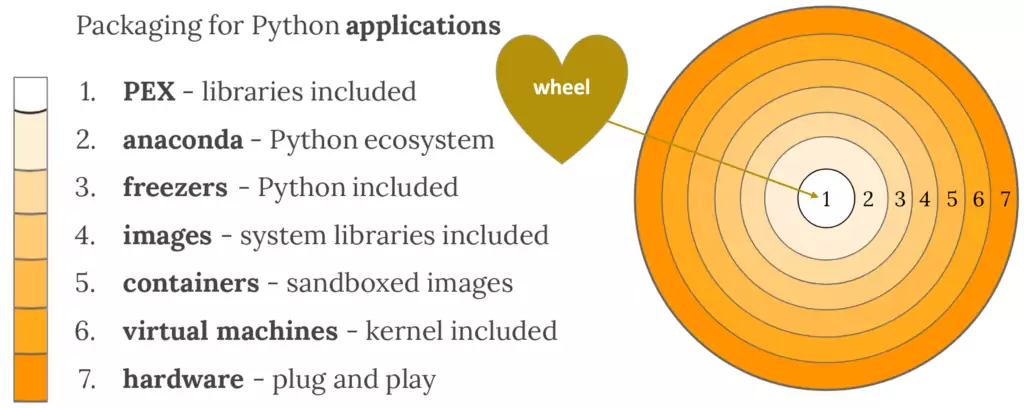 Packaging for Python applications
1. PEX - libraries included
2. anaconda - Python ecosystem
3. freezers - Python included
4. images - system libraries included
5. containers - sandboxed images
6. virtual machines - kernel included
7. hardware - plug and play
wheel
1 2 3 4 5 6 7